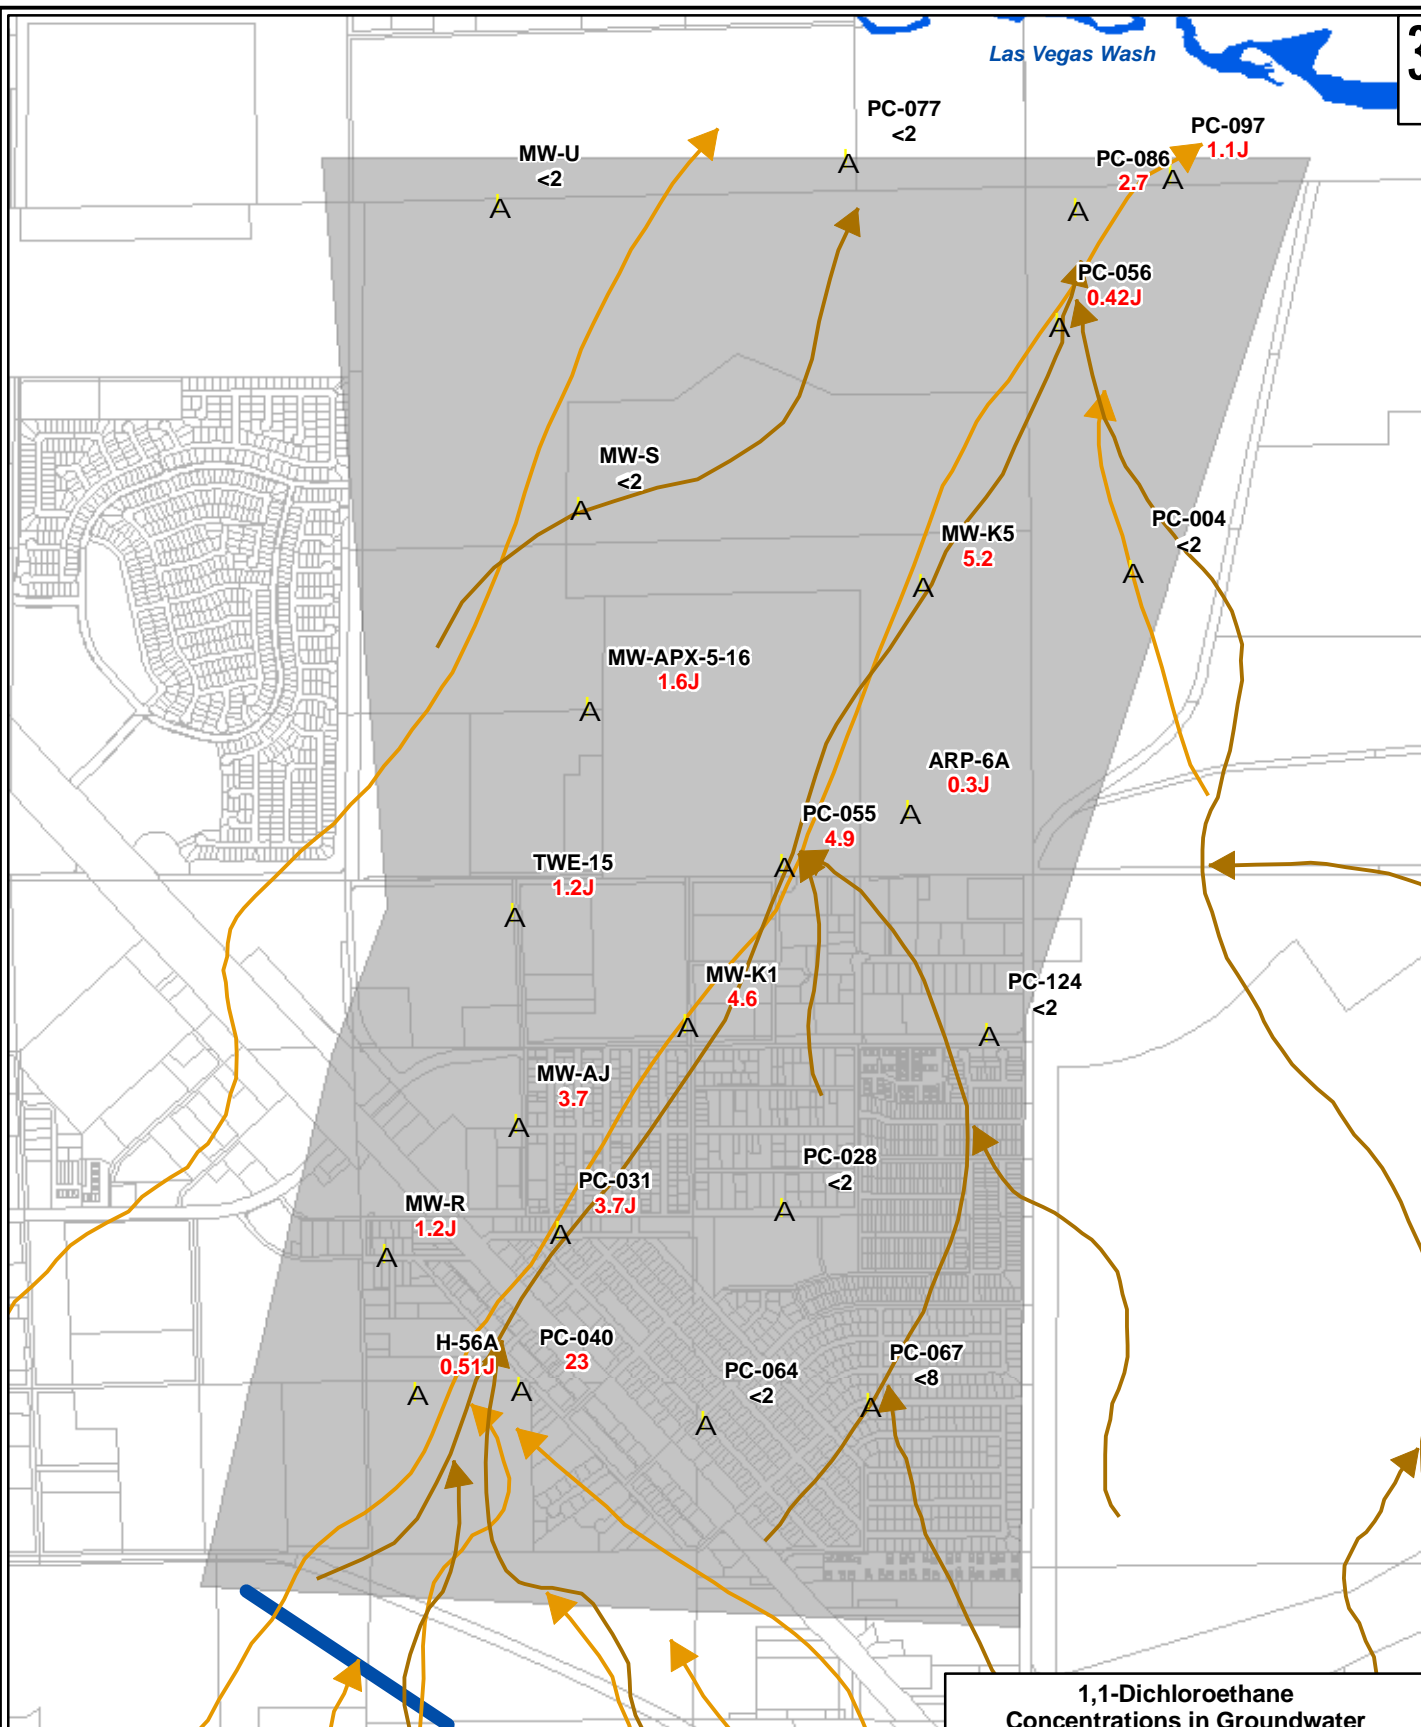 3
Las Vegas Wash
PC-077
<2
PC-097
1.1J
MW-U
<2
PC-086
2.7
A
A
A
A
PC-056
0.42J
A
MW-S
<2
A
PC-004
<2
MW-K5
5.2
A
A
MW-APX-5-16
1.6J
A
ARP-6A
0.3J
A
PC-055
4.9
A
TWE-15
1.2J
A
MW-K1
4.6
A
PC-124
<2
A
MW-AJ
3.7
A
PC-028
<2
A
PC-031
3.7J
A
MW-R
1.2J
A
H-56A
0.51J
A
PC-040
23
A
PC-064
<2
A
PC-067
<8
A
1,1-Dichloroethane
Concentrations in Groundwater